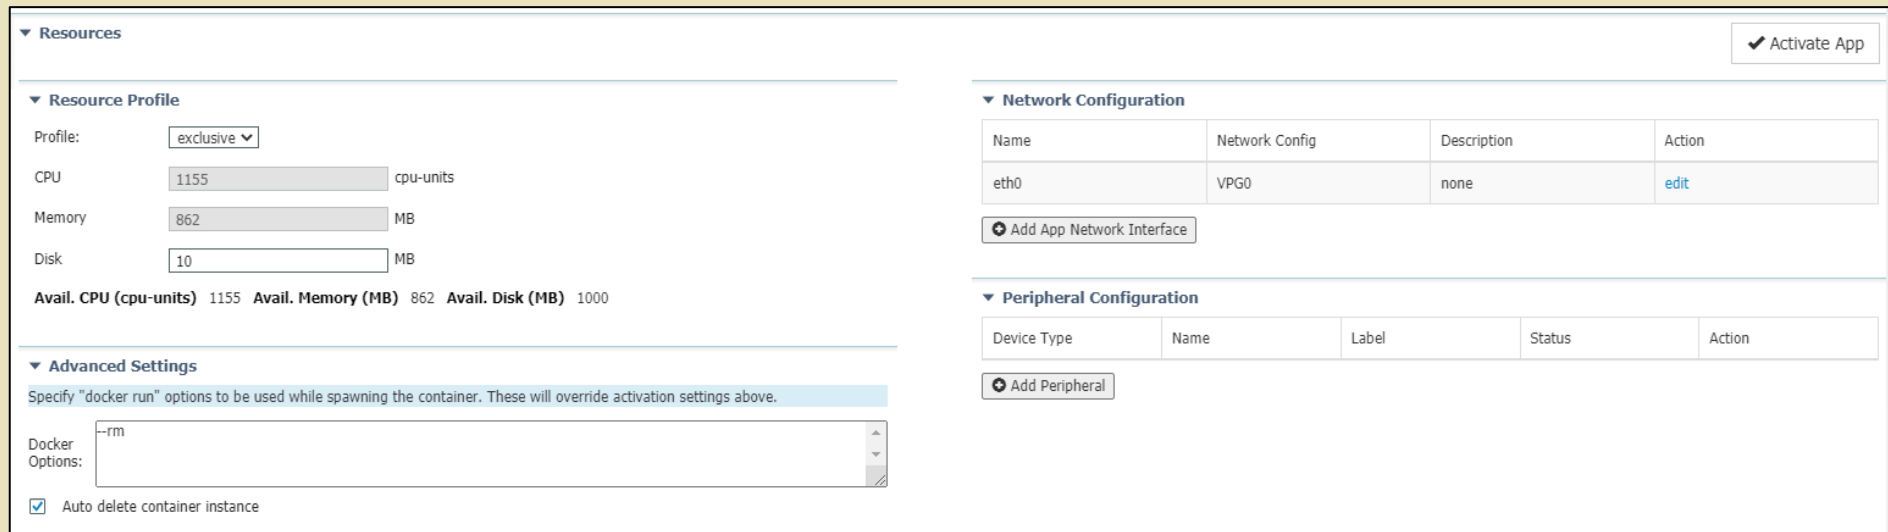 Resources
Activate App
Resource Profile
Profile: exclusive
CPU 1155 cpu-units
Memory 862 MB
Disk 10 MB
Avail. CPU (cpu-units) 1155 Avail. Memory (MB) 862 Avail. Disk (MB) 1000
Advanced Settings
Specify "docker run" options to be used while spawning the container. These will override activation settings above.
Docker Options: --rm
Auto delete container instance
Network Configuration
Name Network Config Description Action
eth0 VPG0 none edit
Add App Network Interface
Peripheral Configuration
Device Type Name Label Status Action
Add Peripheral